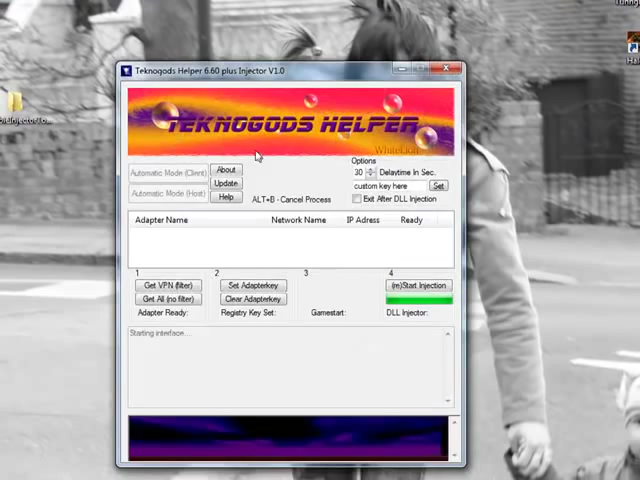 Teknogods Helper 6.60 plus Injector V1.0
TEKNOGODS HELPER
WhiteLion
Automatic Mode (Client)
Automatic Mode (Host)
About
Update
Help
ALT+B - Cancel Process
Options
30 Delaytime In Sec.
custom key here Set
Exit After DLL Injection
Adapter Name Network Name IP Adress Ready
1 2 3 4
Get VPN (filter) Set Adapterkey (re)Start Injection
Get All (no filter) Clear Adapterkey
Adapter Ready: Registry Key Set: Gamestart: DLL Injector:
Starting interface....